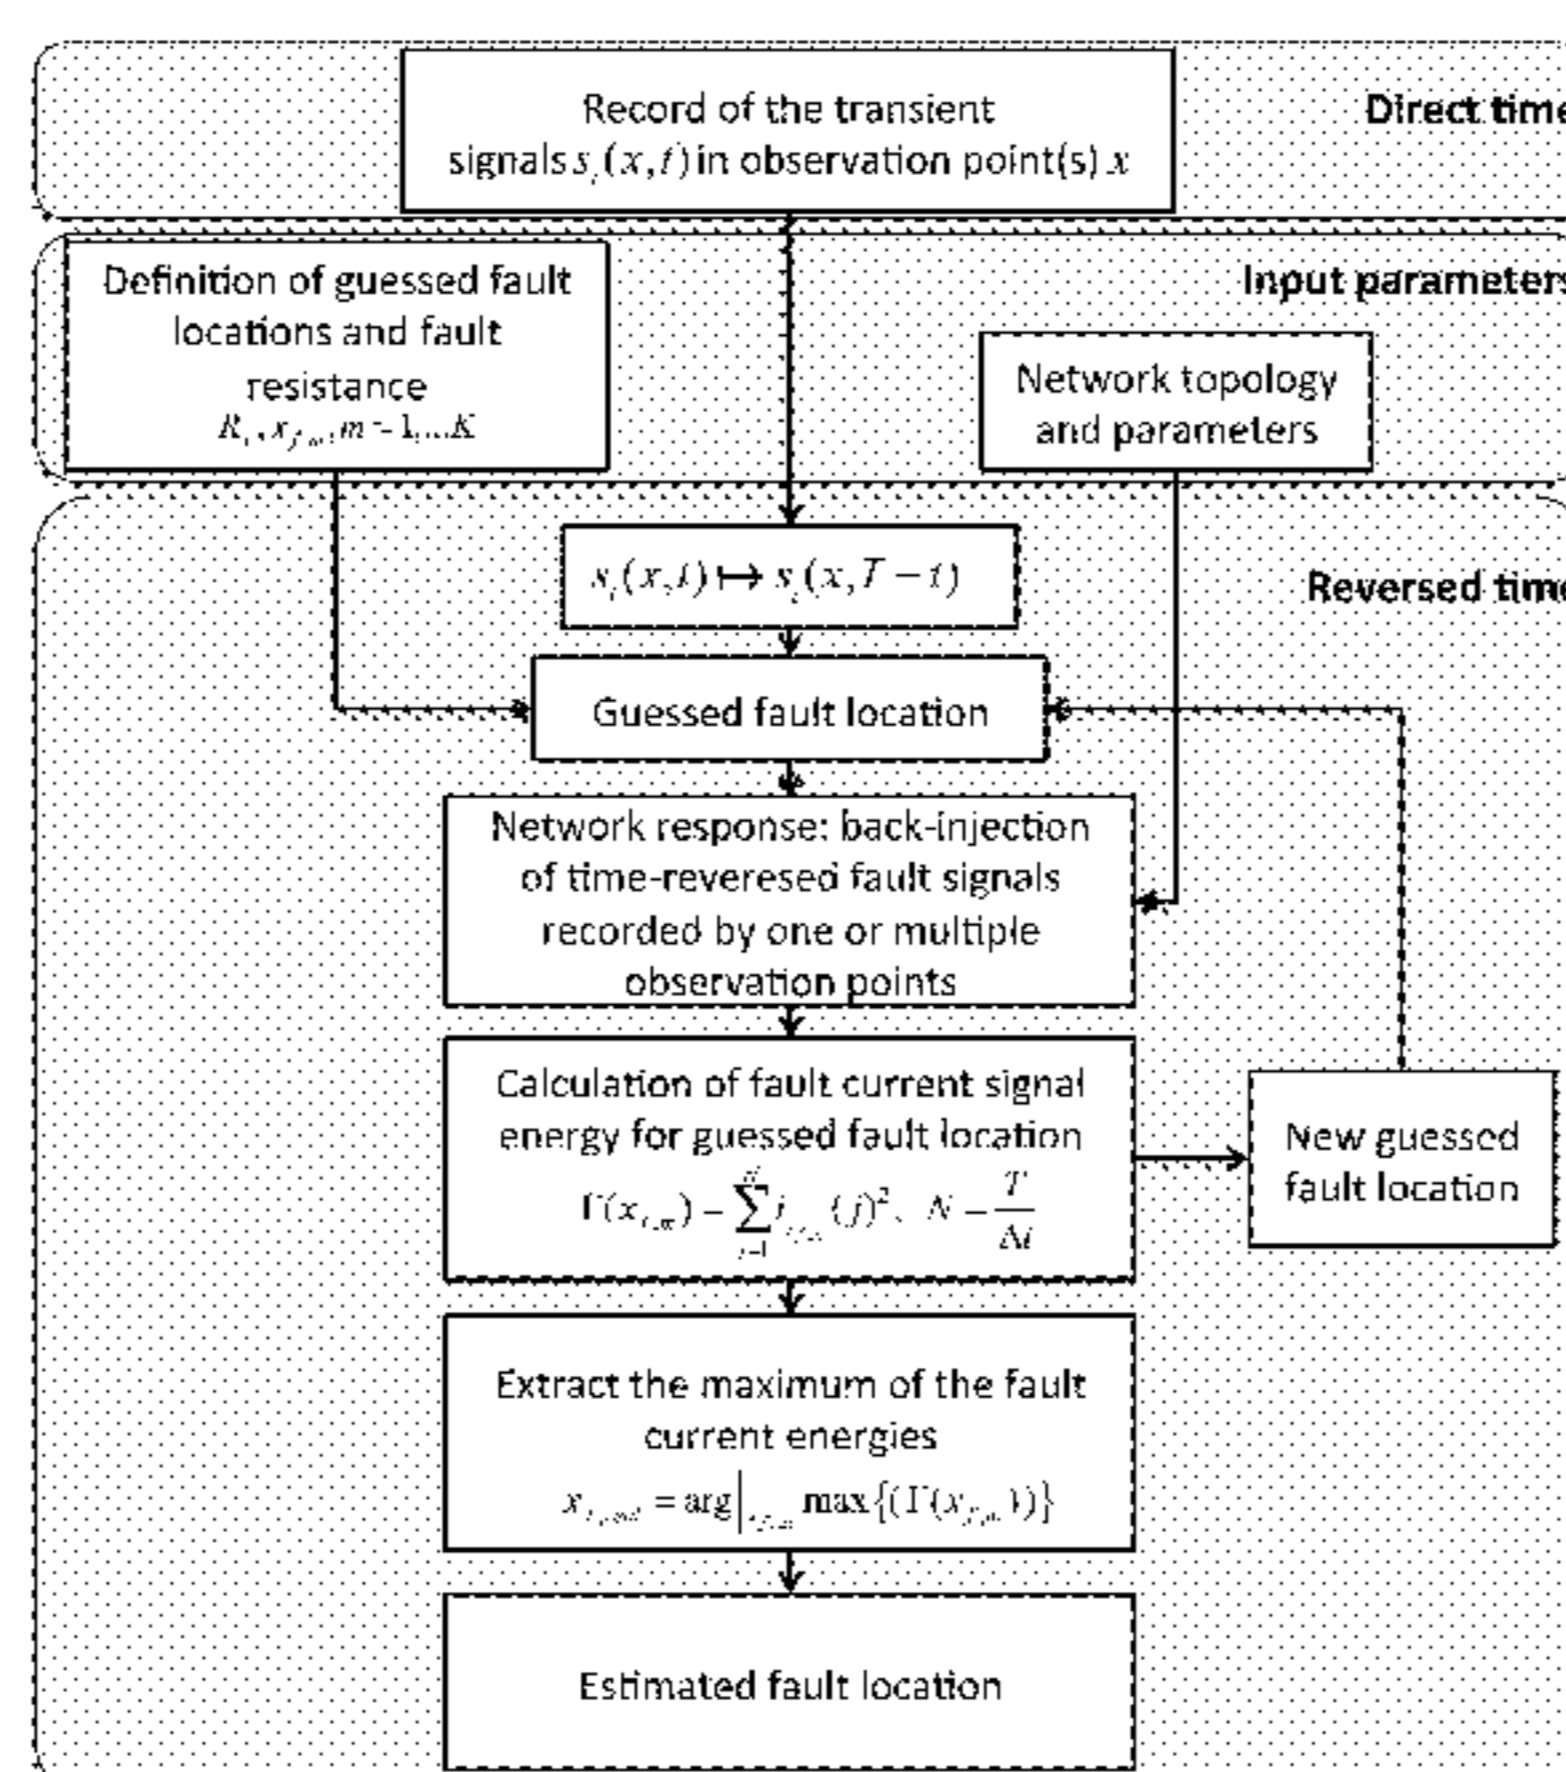 Record of the transient
Direct time
signals s_i(x,t) in observation point(s) x
Definition of guessed fault
locations and fault
resistance
Input parameters
Network topology
and parameters
s_i(x,t) ↦ s_i(x,T − t)
Reversed time
Guessed fault location
Network response: back-injection
of time-reveresed fault signals
recorded by one or multiple
observation points
Calculation of fault current signal
energy for guessed fault location
New guessed
fault location
Extract the maximum of the fault
current energies
Estimated fault location